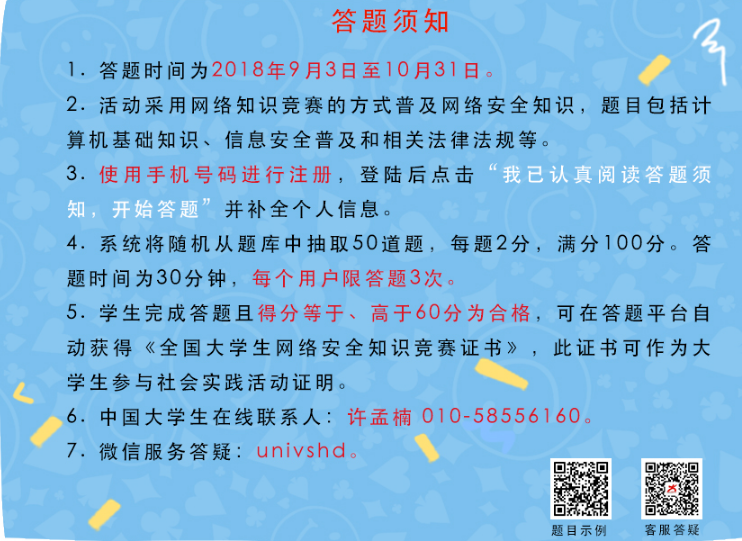 答题须知
1. 答题时间为2018年9月3日至10月31日。
2. 活动采用网络知识竞赛的方式普及网络安全知识，题目包括计
算机基础知识、信息安全普及和相关法律法规等。
3. 使用手机号码进行注册，登陆后点击“我已认真阅读答题须
知，开始答题”并补全个人信息。
4. 系统将随机从题库中抽取50道题，每题2分，满分100分。答
题时间为30分钟，每个用户限答题3次。
5. 学生完成答题且得分等于、高于60分为合格，可在答题平台自
动获得《全国大学生网络安全知识竞赛证书》，此证书可作为大
学生参与社会实践活动证明。
6. 中国大学生在线联系人：许孟楠 010-58556160。
7. 微信服务答疑：univshd。
题目示例
客服答疑